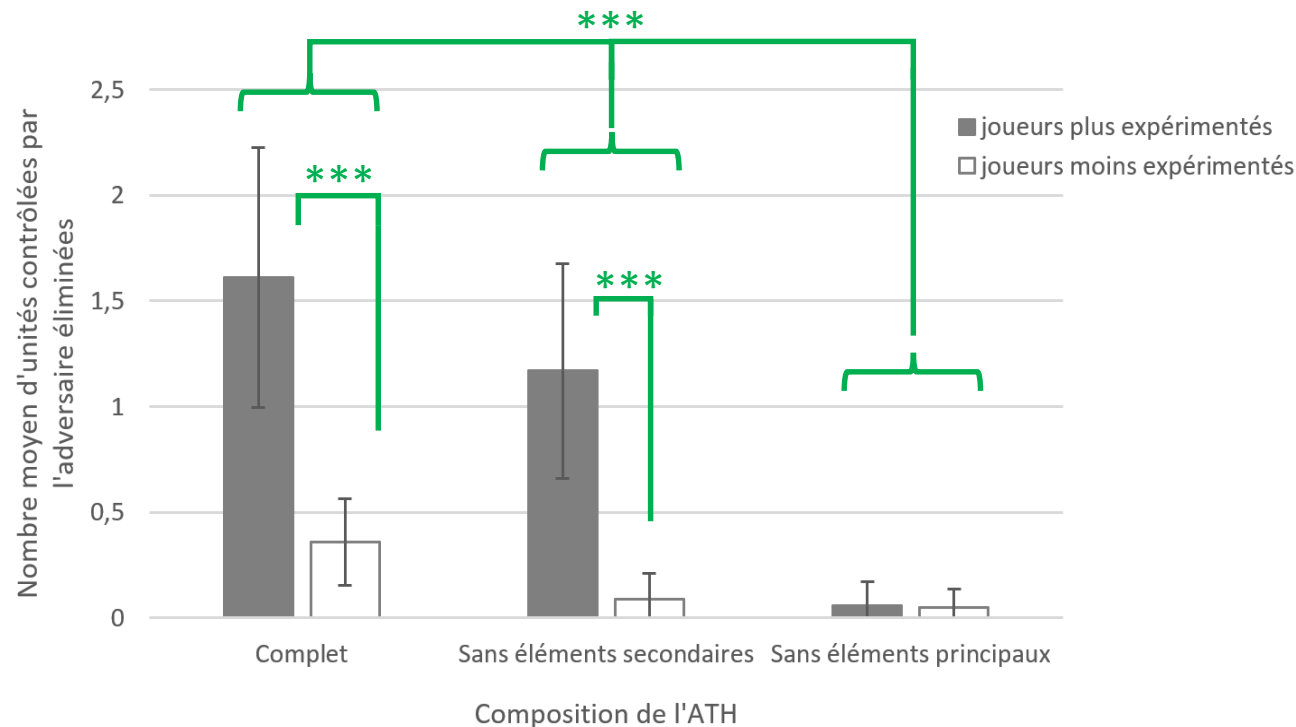 ***
2,5
2
1,5
1
0,5
0
Nombre moyen d'unités contrôlées par
l'adversaire éliminées
***
***
joueurs plus expérimentés
joueurs moins expérimentés
Complet
Sans éléments secondaires
Sans éléments principaux
Composition de l'ATH